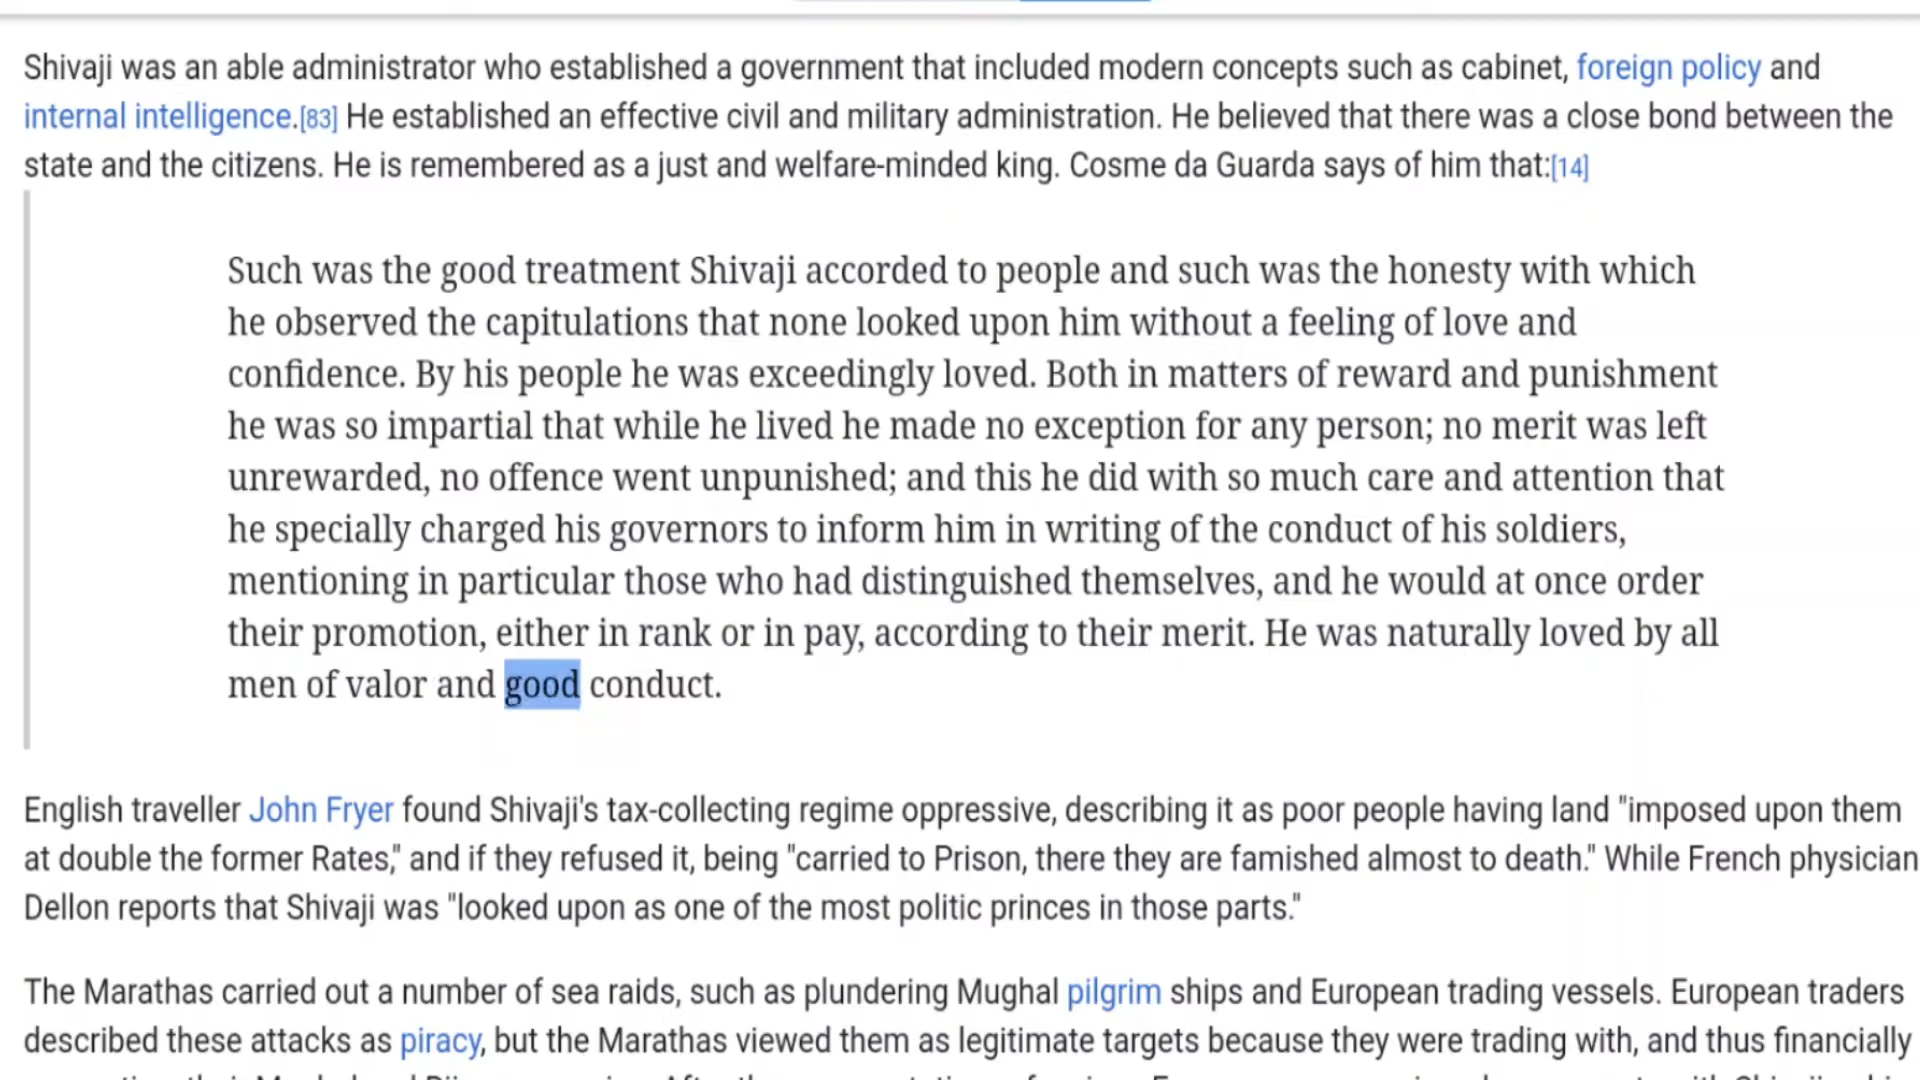 Shivaji was an able administrator who established a government that included modern concepts such as cabinet, foreign policy and
internal intelligence.[83] He established an effective civil and military administration. He believed that there was a close bond between the
state and the citizens. He is remembered as a just and welfare-minded king. Cosme da Guarda says of him that:[14]
Such was the good treatment Shivaji accorded to people and such was the honesty with which
he observed the capitulations that none looked upon him without a feeling of love and
confidence. By his people he was exceedingly loved. Both in matters of reward and punishment
he was so impartial that while he lived he made no exception for any person; no merit was left
unrewarded, no offence went unpunished; and this he did with so much care and attention that
he specially charged his governors to inform him in writing of the conduct of his soldiers,
mentioning in particular those who had distinguished themselves, and he would at once order
their promotion, either in rank or in pay, according to their merit. He was naturally loved by all
men of valor and good conduct.
English traveller John Fryer found Shivaji's tax-collecting regime oppressive, describing it as poor people having land "imposed upon them
at double the former Rates," and if they refused it, being "carried to Prison, there they are famished almost to death." While French physician
Dellon reports that Shivaji was "looked upon as one of the most politic princes in those parts."
The Marathas carried out a number of sea raids, such as plundering Mughal pilgrim ships and European trading vessels. European traders
described these attacks as piracy, but the Marathas viewed them as legitimate targets because they were trading with, and thus financially